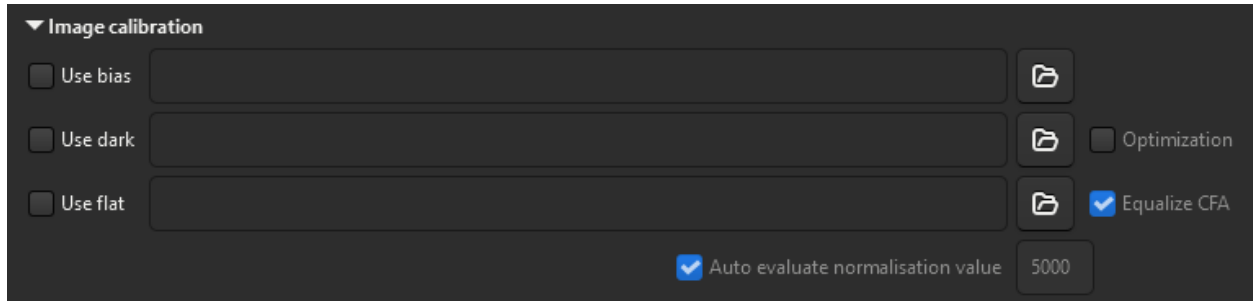 Image calibration
Use bias
Use dark Optimization
Use flat Equalize CFA
Auto evaluate normalisation value 5000